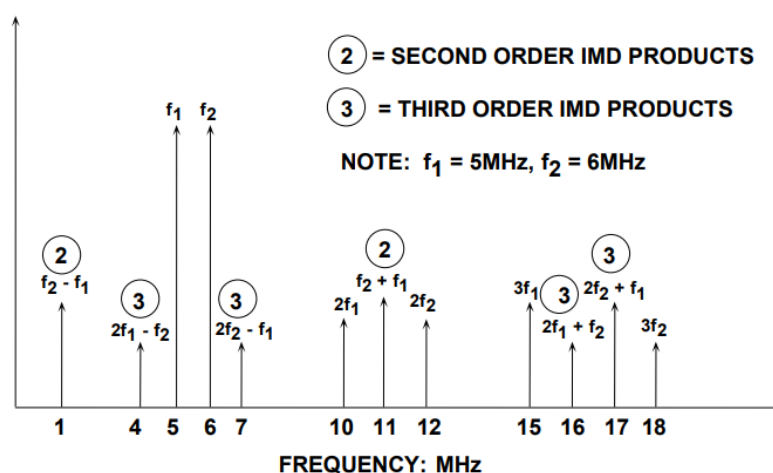 2 = SECOND ORDER IMD PRODUCTS
3 = THIRD ORDER IMD PRODUCTS
NOTE: f1 = 5MHz, f2 = 6MHz
f1 f2
2
f2 - f1
3
2f1 - f2
3
2f2 - f1
2
f2 + f1
2f1
2f2
3
2f2 + f1
3f1
3
2f1 + f2
3f2
1 4 5 6 7 10 11 12 15 16 17 18
FREQUENCY: MHz